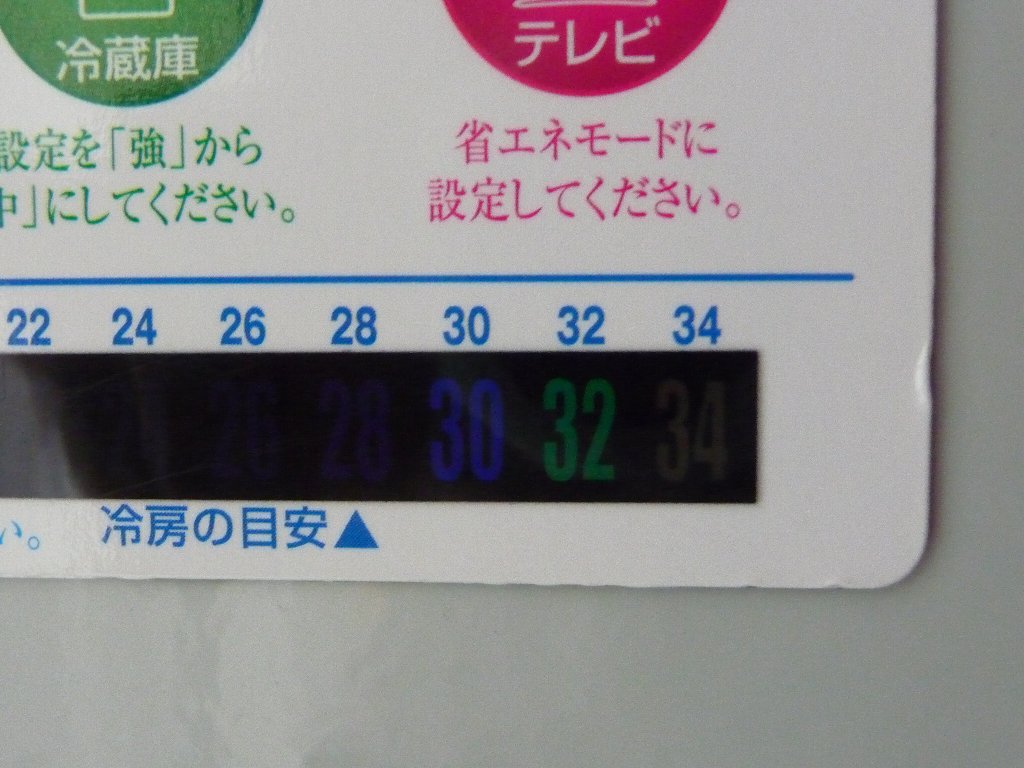 冷蔵庫
テレビ
設定を「強」から
中」にしてください。
省エネモードに
設定してください。
22 24 26 28 30 32 34
24 26 28 30 32 34
い。 冷房の目安▲